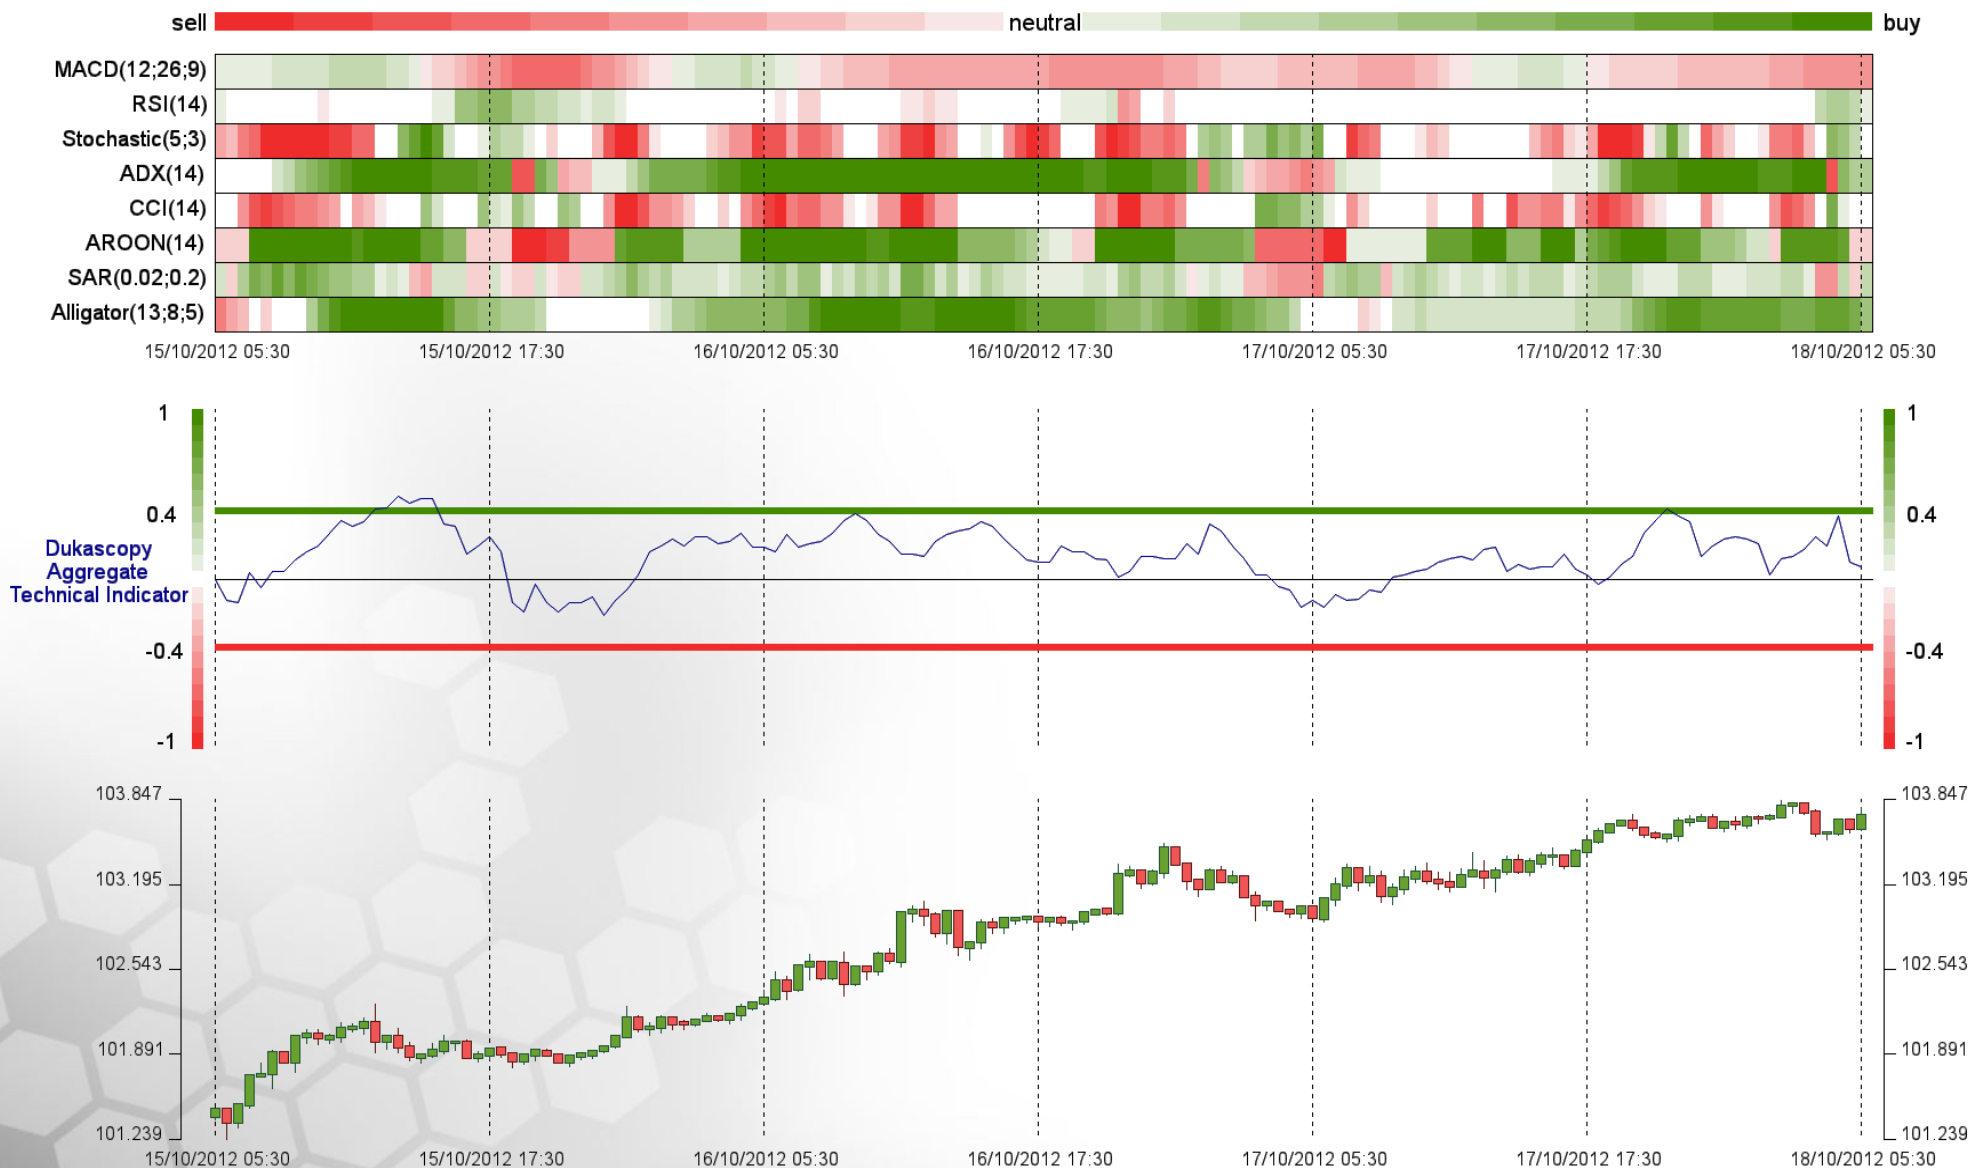 sell neutral buy
MACD(12;26;9)
RSI(14)
Stochastic(5;3)
ADX(14)
CCI(14)
AROON(14)
SAR(0.02;0.2)
Alligator(13;8;5)
15/10/2012 05:30 15/10/2012 17:30 16/10/2012 05:30 16/10/2012 17:30 17/10/2012 05:30 17/10/2012 17:30 18/10/2012 05:30
1 1
0.4 0.4
Dukascopy
Aggregate
Technical Indicator
-0.4 -0.4
-1 -1
103.847 103.847
103.195 103.195
102.543 102.543
101.891 101.891
101.239 101.239
15/10/2012 05:30 15/10/2012 17:30 16/10/2012 05:30 16/10/2012 17:30 17/10/2012 05:30 17/10/2012 17:30 18/10/2012 05:30